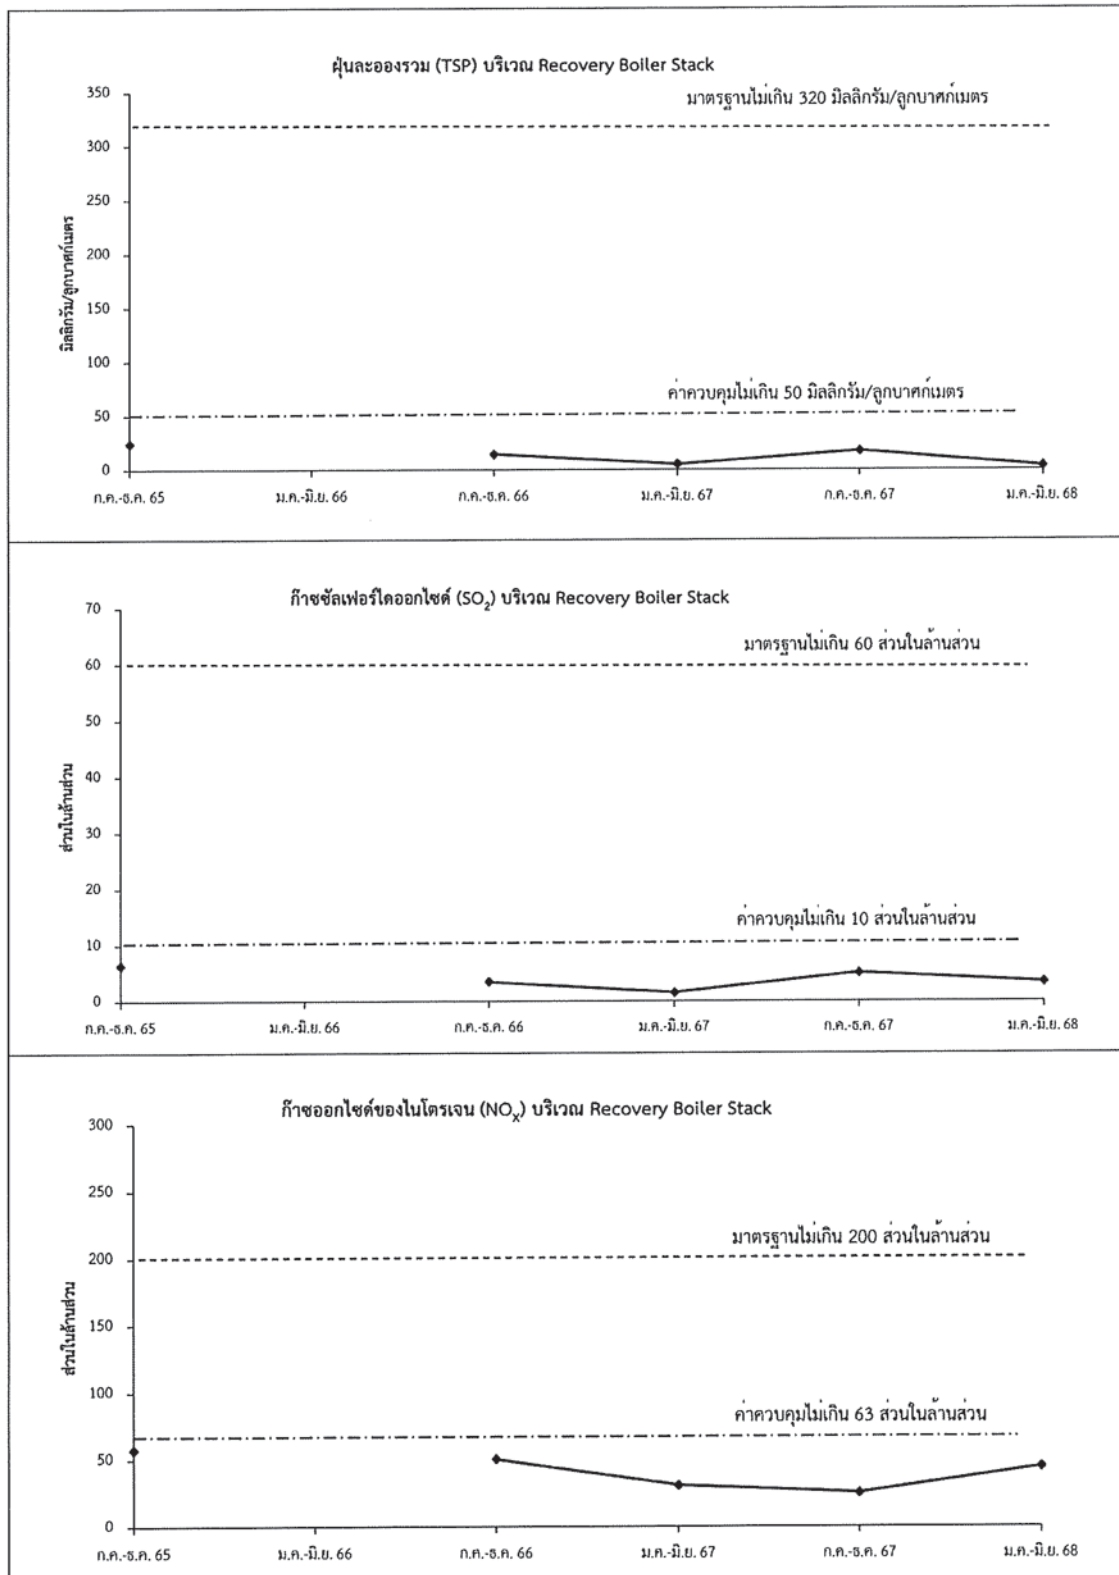 ฝุ่นละอองรวม (TSP) บริเวณ Recovery Boiler Stack
มาตรฐานไม่เกิน 320 มิลลิกรัม/ลูกบาศก์เมตร
350
300
250
200
150
100
50
0
มิลลิกรัม/ลูกบาศก์เมตร
ค่าควบคุมไม่เกิน 50 มิลลิกรัม/ลูกบาศก์เมตร
ก.ค.-ธ.ค. 65 ม.ค.-มิ.ย. 66 ก.ค.-ธ.ค. 66 ม.ค.-มิ.ย. 67 ก.ค.-ธ.ค. 67 ม.ค.-มิ.ย. 68
ก๊าซซัลเฟอร์ไดออกไซด์ (SO₂) บริเวณ Recovery Boiler Stack
มาตรฐานไม่เกิน 60 ส่วนในล้านส่วน
70
60
50
40
30
20
10
0
ส่วนในล้านส่วน
ค่าควบคุมไม่เกิน 10 ส่วนในล้านส่วน
ก.ค.-ธ.ค. 65 ม.ค.-มิ.ย. 66 ก.ค.-ธ.ค. 66 ม.ค.-มิ.ย. 67 ก.ค.-ธ.ค. 67 ม.ค.-มิ.ย. 68
ก๊าซออกไซด์ของไนโตรเจน (NOₓ) บริเวณ Recovery Boiler Stack
300
250
200
150
100
50
0
ส่วนในล้านส่วน
มาตรฐานไม่เกิน 200 ส่วนในล้านส่วน
ค่าควบคุมไม่เกิน 63 ส่วนในล้านส่วน
ก.ค.-ธ.ค. 65 ม.ค.-มิ.ย. 66 ก.ค.-ธ.ค. 66 ม.ค.-มิ.ย. 67 ก.ค.-ธ.ค. 67 ม.ค.-มิ.ย. 68